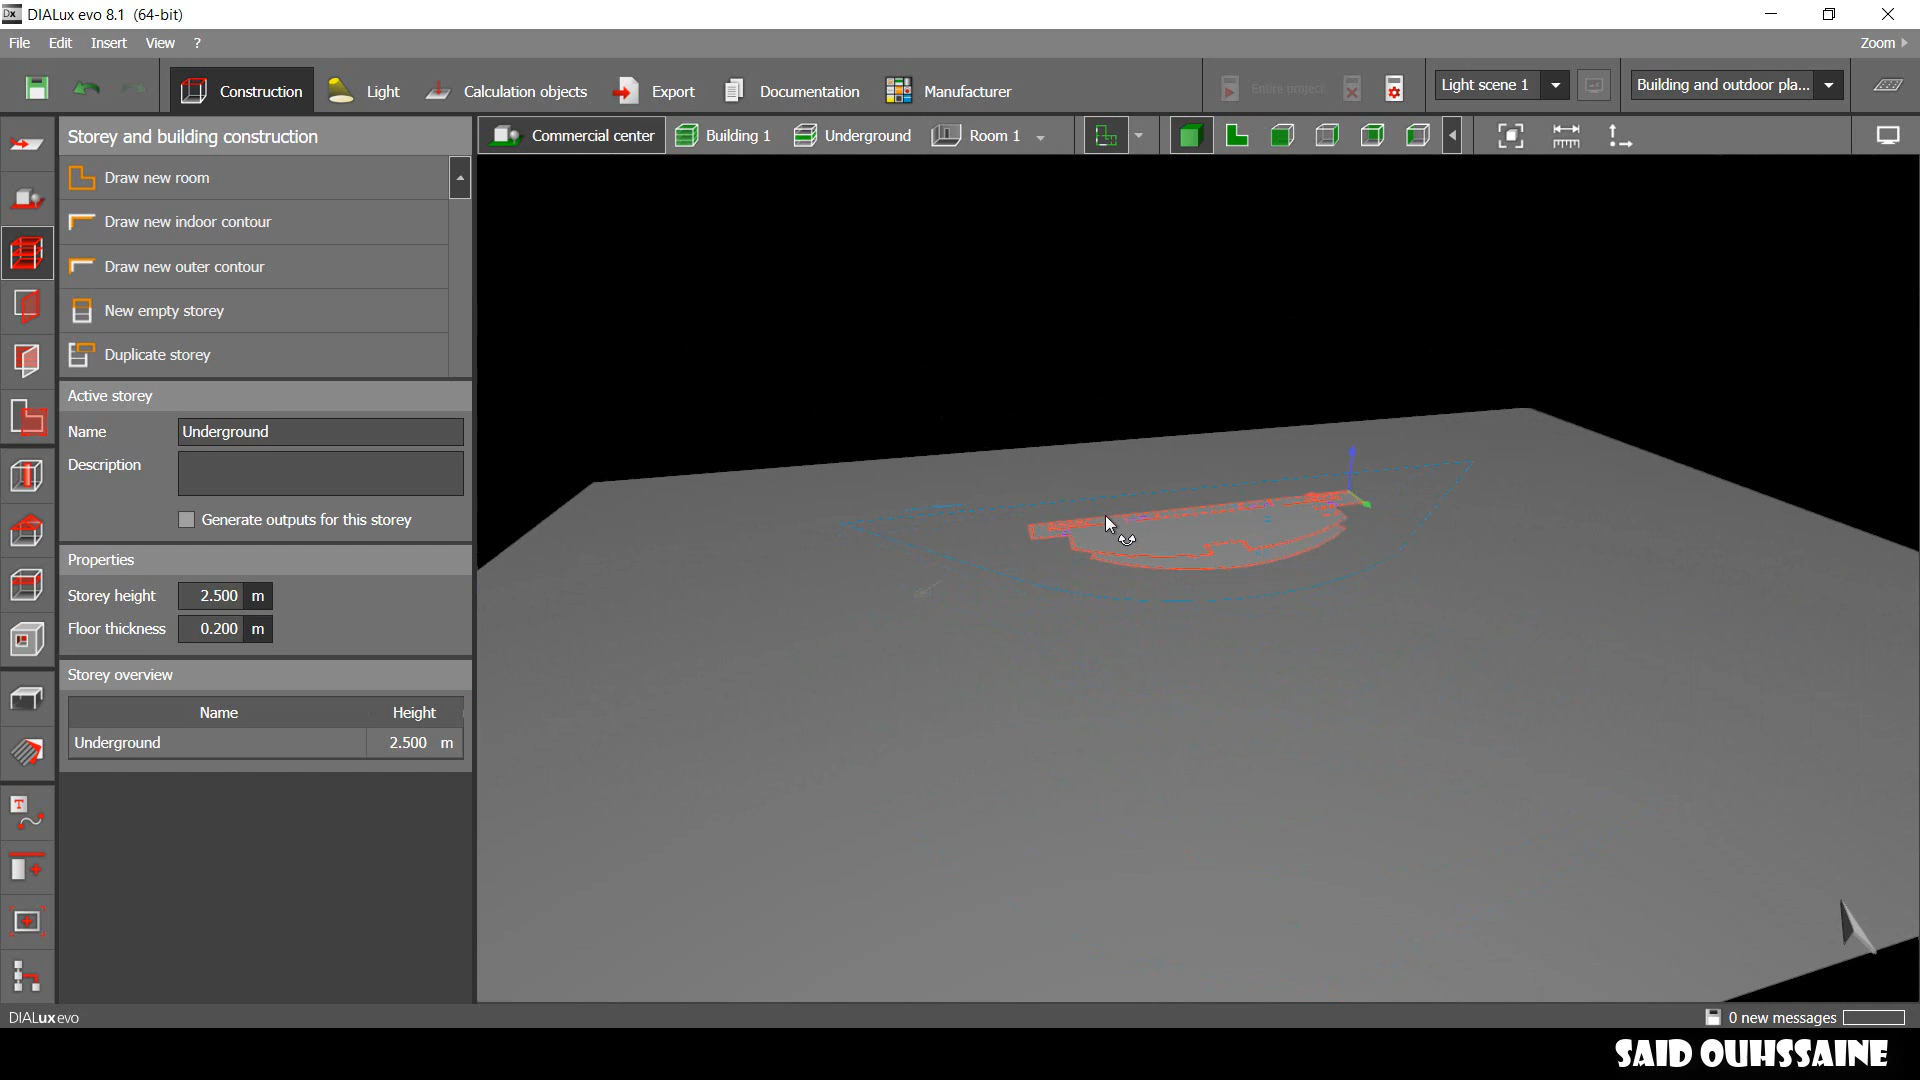 DIALux evo 8.1 (64-bit)
File Edit Insert View ? Zoom
Construction Light Calculation objects Export Documentation Manufacturer Entire project Light scene 1 Building and outdoor pla...
Storey and building construction Commercial center Building 1 Underground Room 1
Draw new room
Draw new indoor contour
Draw new outer contour
New empty storey
Duplicate storey
Active storey
Name Underground
Description
Generate outputs for this storey
Properties
Storey height 2.500 m
Floor thickness 0.200 m
Storey overview
Name Height
Underground 2.500 m
DIALux evo 0 new messages
SAID OUHSSAINE